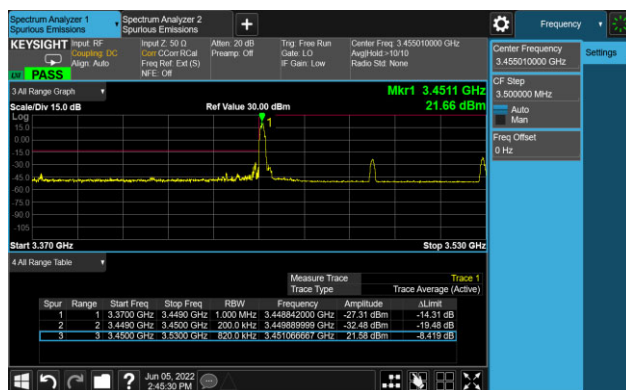 Spectrum Analyzer 1
Spurious Emissions
Spectrum Analyzer 2
Spurious Emissions
+
Frequency
KEYSIGHT
Input: RF
Coupling: DC
Align: Auto
Input Z: 50 Ω
Corr CCorr RCal
Freq Ref: Ext (S)
NFE: Off
Atten: 20 dB
Preamp: Off
Trig: Free Run
Gate: LO
IF Gain: Low
Center Freq: 3.455010000 GHz
Avg|Hold:>10/10
Radio Std: None
PASS
Center Frequency
3.455010000 GHz
Settings
CF Step
3.500000 MHz
Auto
Man
Freq Offset
0 Hz
3 All Range Graph
Mkr1 3.4511 GHz
Scale/Div 15.0 dB
Ref Value 30.00 dBm
21.66 dBm
Log
1
15.0
0.00
-15.0
-30.0
-45.0
-60.0
-75.0
-90.0
-105
Start 3.370 GHz
Stop 3.530 GHz
4 All Range Table
Measure Trace Trace 1
Trace Type Trace Average (Active)
Spur Range Start Freq Stop Freq RBW Frequency Amplitude ΔLimit
1 1 3.3700 GHz 3.4490 GHz 1.000 MHz 3.448842000 GHz -27.31 dBm -14.31 dB
2 2 3.4490 GHz 3.4500 GHz 200.0 kHz 3.449889999 GHz -32.48 dBm -19.48 dB
3 3 3.4500 GHz 3.5300 GHz 820.0 kHz 3.451066667 GHz 21.58 dBm -8.419 dB
?
Jun 05, 2022
2:45:30 PM